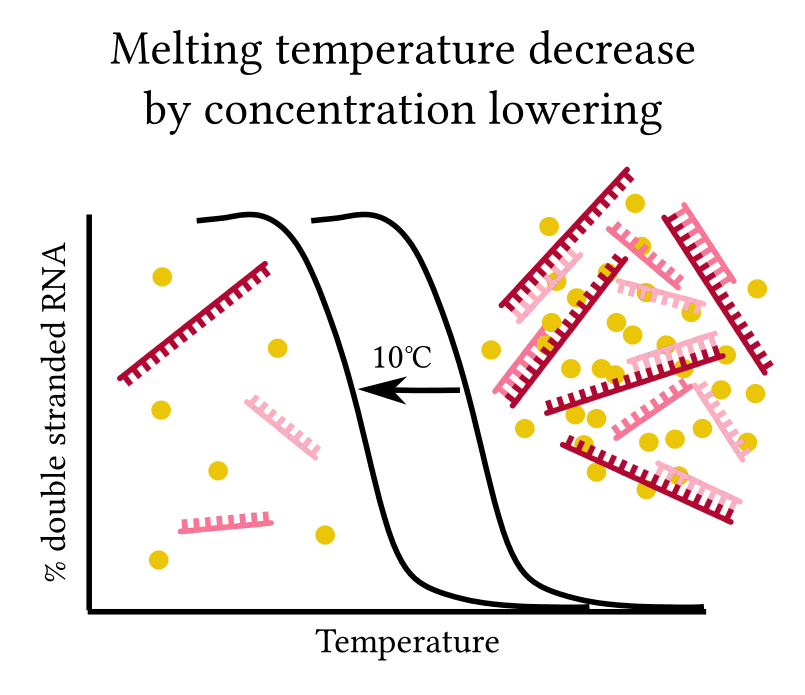 Melting temperature decrease
by concentration lowering
% double stranded RNA
10℃
Temperature